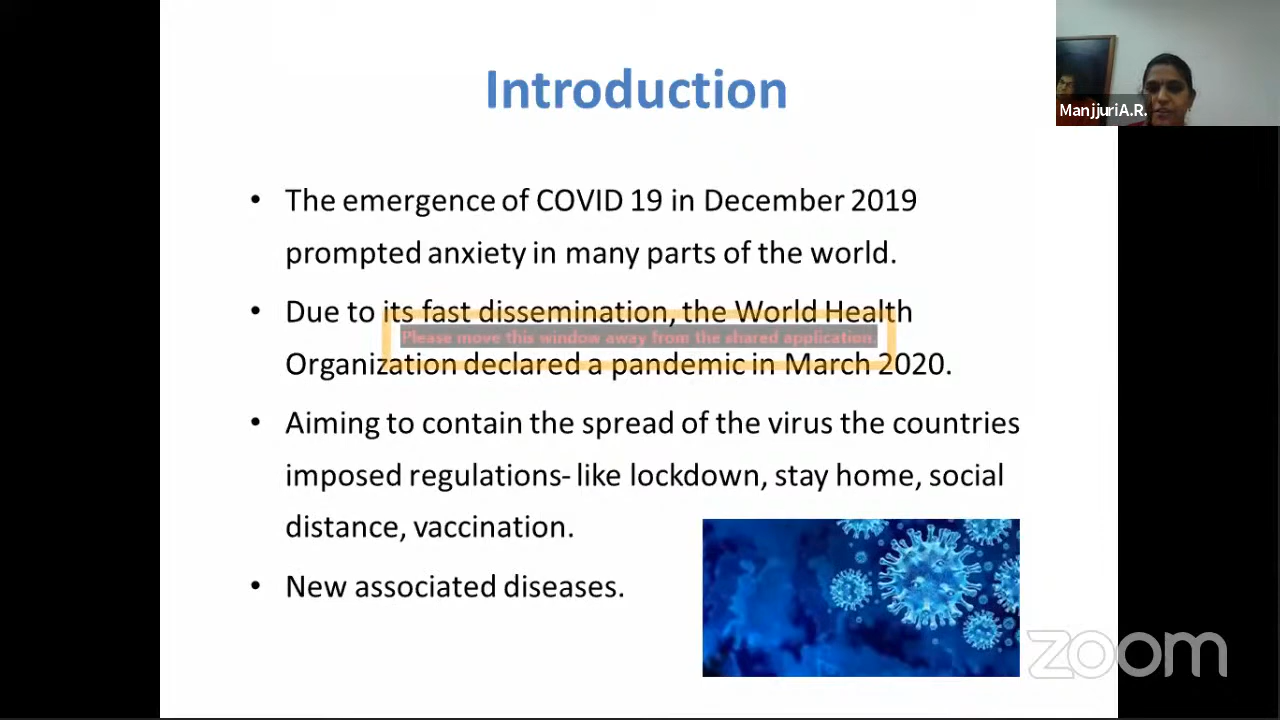 Introduction
ManjjuriA.R.
• The emergence of COVID 19 in December 2019
prompted anxiety in many parts of the world.
• Due to its fast dissemination, the World Health
Please move this window away from the shared application.
Organization declared a pandemic in March 2020.
• Aiming to contain the spread of the virus the countries
imposed regulations- like lockdown, stay home, social
distance, vaccination.
• New associated diseases.
zoom